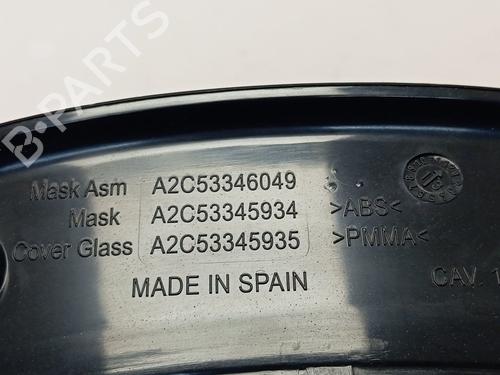 B-PARTS
Mask Asm A2C53346049
Mask A2C53345934 >ABS<
Cover Glass A2C53345935 >PMMA<
MADE IN SPAIN
CAV.